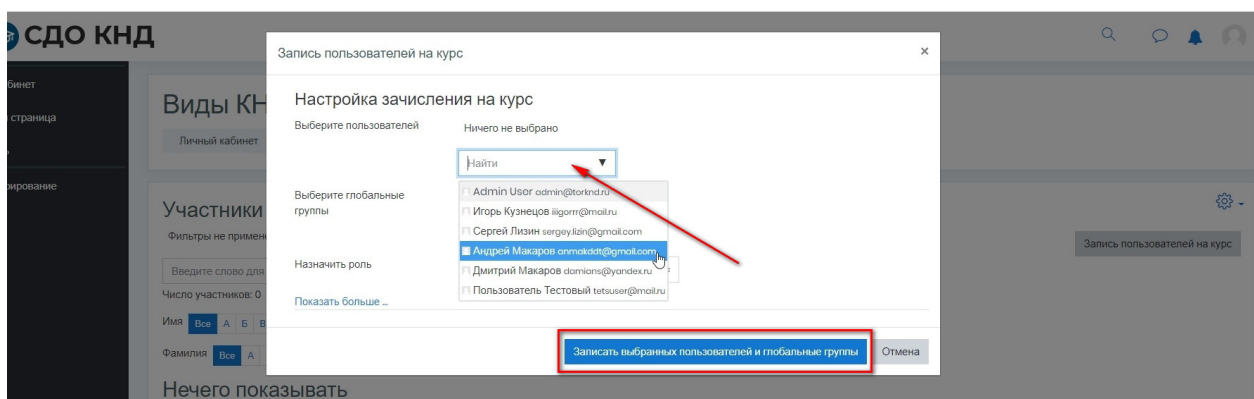 СДО КНД
Запись пользователей на курс
×
бинет
страница
рирование
Виды КН
Личный кабинет
Настройка зачисления на курс
Выберите пользователей
Ничего не выбрано
Найти
Выберите глобальные
группы
Admin User admin@torknd.ru
Игорь Кузнецов iiigorrr@mail.ru
Сергей Лизин sergey.lizin@gmail.com
Андрей Макаров anmakddt@gmail.com
Дмитрий Макаров damians@yandex.ru
Пользователь Тестовый tetsuser@mail.ru
Назначить роль
Показать больше ...
Записать выбранных пользователей и глобальные группы
Отмена
Участники
Фильтры не примен
Запись пользователей на курс
Введите слово для
Число участников: 0
Имя Все А Б В
Фамилия Все А
Нечего показывать